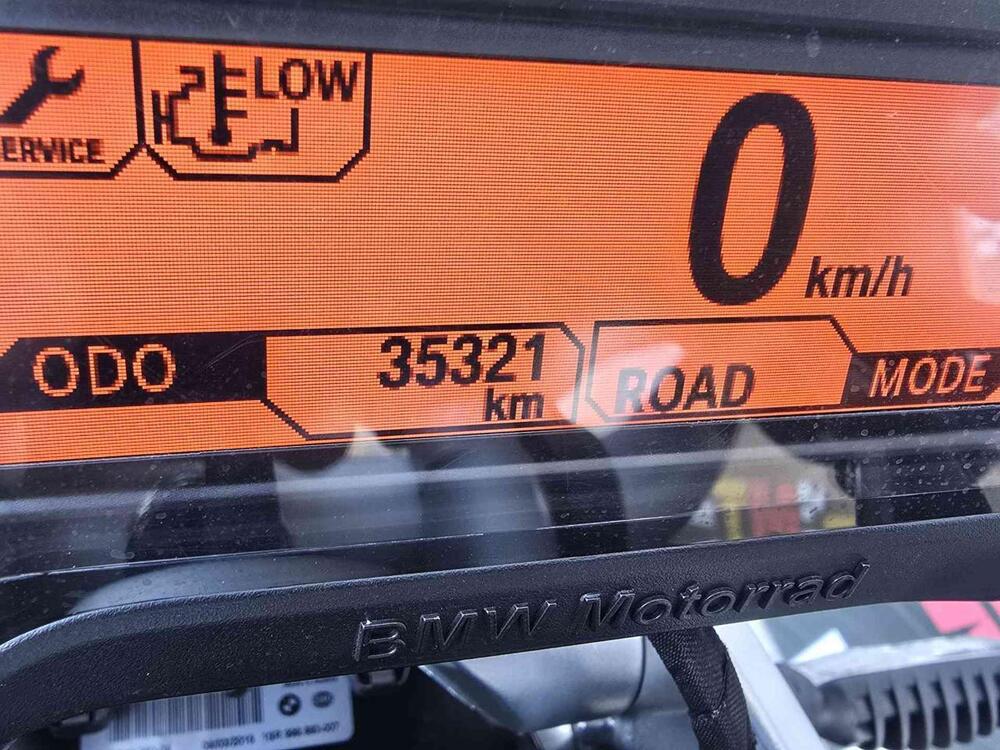 LOW
ERVICE
0 km/h
ODO 35321 km
ROAD MODE
BMW Motorrad